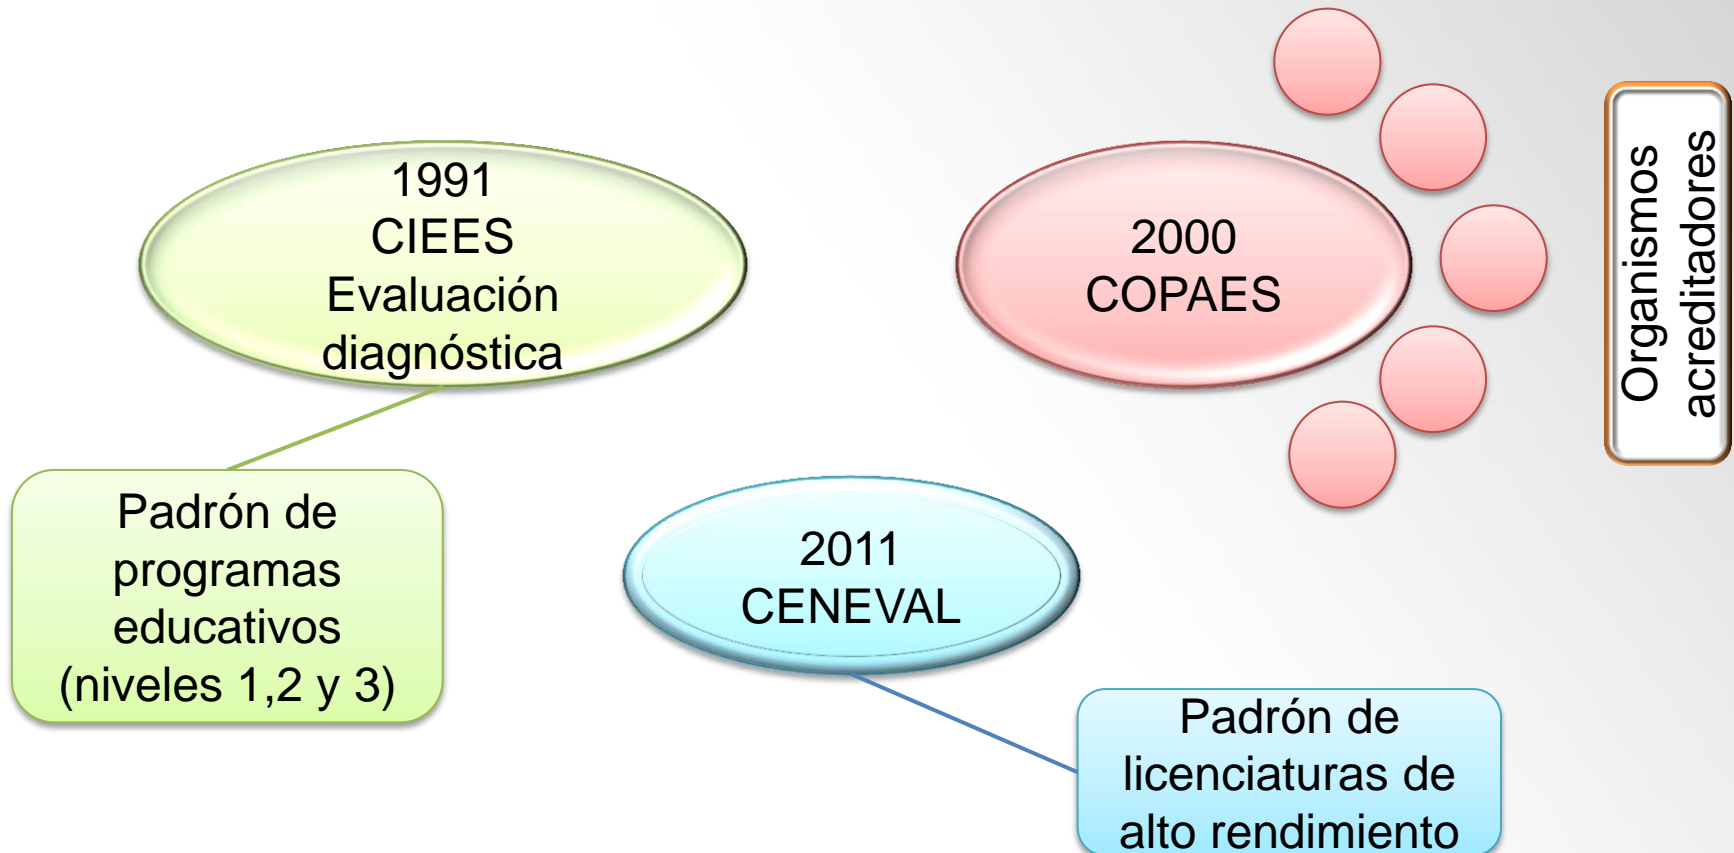 1991
CIEES
Evaluación
diagnóstica
2000
COPAES
Organismos
acreditadores
Padrón de
programas
educativos
(niveles 1,2 y 3)
2011
CENEVAL
Padrón de
licenciaturas de
alto rendimiento